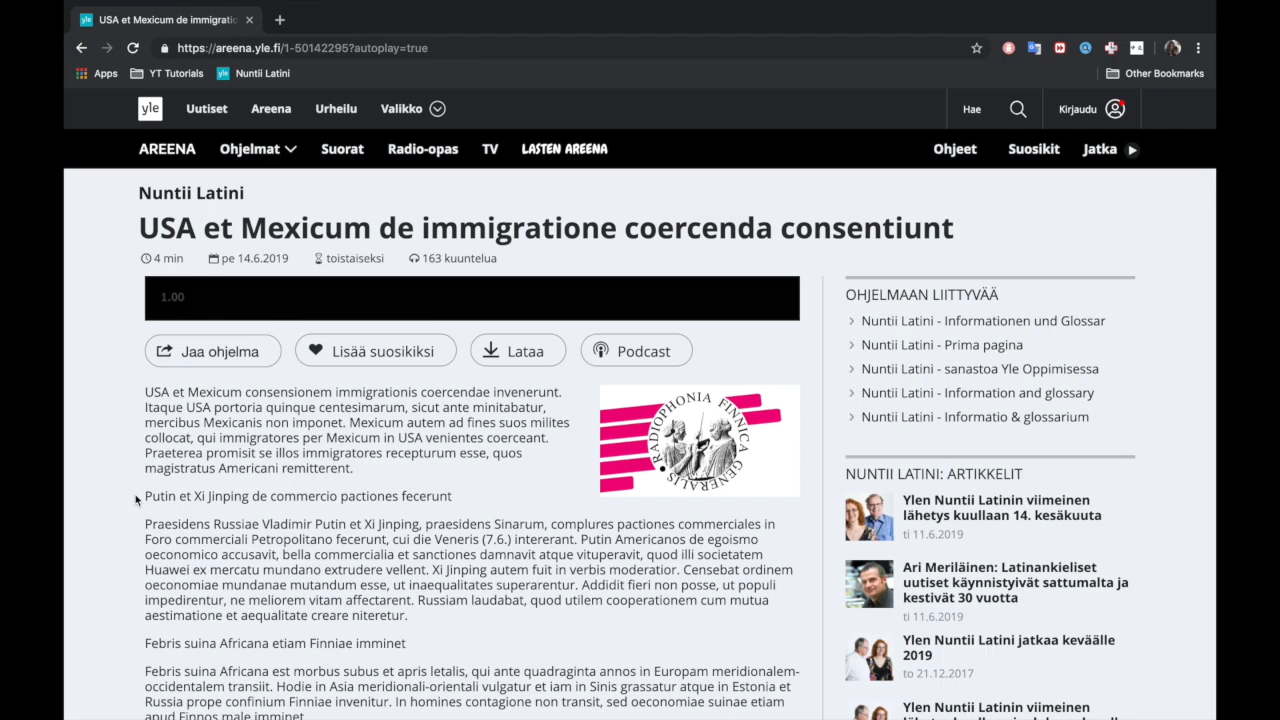 USA et Mexicum de immigratio
https://areena.yle.fi/1-50142295?autoplay=true
Apps YT Tutorials yle Nuntii Latini Other Bookmarks
yle Uutiset Areena Urheilu Valikko Hae Kirjaudu
AREENA Ohjelmat Suorat Radio-opas TV LASTEN AREENA Ohjeet Suosikit Jatka
Nuntii Latini
USA et Mexicum de immigratione coercenda consentiunt
4 min pe 14.6.2019 toistaiseksi 163 kuuntelua
1.00
Jaa ohjelma Lisää suosikiksi Lataa Podcast
USA et Mexicum consensionem immigrationis coercendae invenerunt.
Itaque USA portoria quinque centesimarum, sicut ante minitabatur,
mercibus Mexicanis non imponet. Mexicum autem ad fines suos milites
collocat, qui immigratores per Mexicum in USA venientes coerceant.
Praeterea promisit se illos immigratores recepturum esse, quos
magistratus Americani remitterent.
RADIOPHONIA FINNICA GENERALIS
Putin et Xi Jinping de commercio pactiones fecerunt
Praesidens Russiae Vladimir Putin et Xi Jinping, praesidens Sinarum, complures pactiones commerciales in
Foro commerciali Petropolitano fecerunt, cui die Veneris (7.6.) intererant. Putin Americanos de egoismo
oeconomico accusavit, bella commercialia et sanctiones damnavit atque vituperavit, quod illi societatem
Huawei ex mercatu mundano extrudere vellent. Xi Jinping autem fuit in verbis moderatior. Censebat ordinem
oeconomiae mundanae mutandum esse, ut inaequalitates superarentur. Addidit fieri non posse, ut populi
impedirentur, ne meliorem vitam affectarent. Russiam laudabat, quod utilem cooperationem cum mutua
aestimatione et aequalitate creare niteretur.
Febris suina Africana etiam Finniae imminet
Febris suina Africana est morbus subus et apris letalis, qui ante quadraginta annos in Europam meridionalem-
occidentalem transiit. Hodie in Asia meridionali-orientali vulgatur et iam in Sinis grassatur atque in Estonia et
Russia prope confinium Finniae invenitur. In homines contagione non transit, sed oeconomiae suinae etiam
apud Finnos male imminet.
OHJELMAAN LIITTYVÄÄ
Nuntii Latini - Informationen und Glossar
Nuntii Latini - Prima pagina
Nuntii Latini - sanastoa Yle Oppimisessa
Nuntii Latini - Information and glossary
Nuntii Latini - Informatio & glossarium
NUNTII LATINI: ARTIKKELIT
Ylen Nuntii Latinin viimeinen
lähetys kuullaan 14. kesäkuuta
ti 11.6.2019
Ari Meriläinen: Latinankieliset
uutiset käynnistyivät sattumalta ja
kestivät 30 vuotta
ti 11.6.2019
Ylen Nuntii Latini jatkaa keväälle
2019
to 21.12.2017
Ylen Nuntii Latinin viimeinen